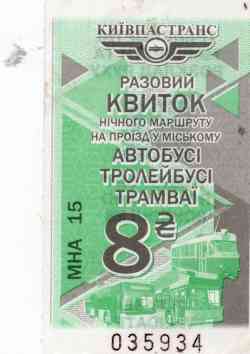 КИЇВПАСТРАНС
РАЗОВИЙ
КВИТОК
НІЧНОГО МАРШРУТУ
НА ПРОЇЗД У МІСЬКОМУ
АВТОБУСІ
ТРОЛЕЙБУСІ
ТРАМВАЇ
8₴
МНА 15
035934